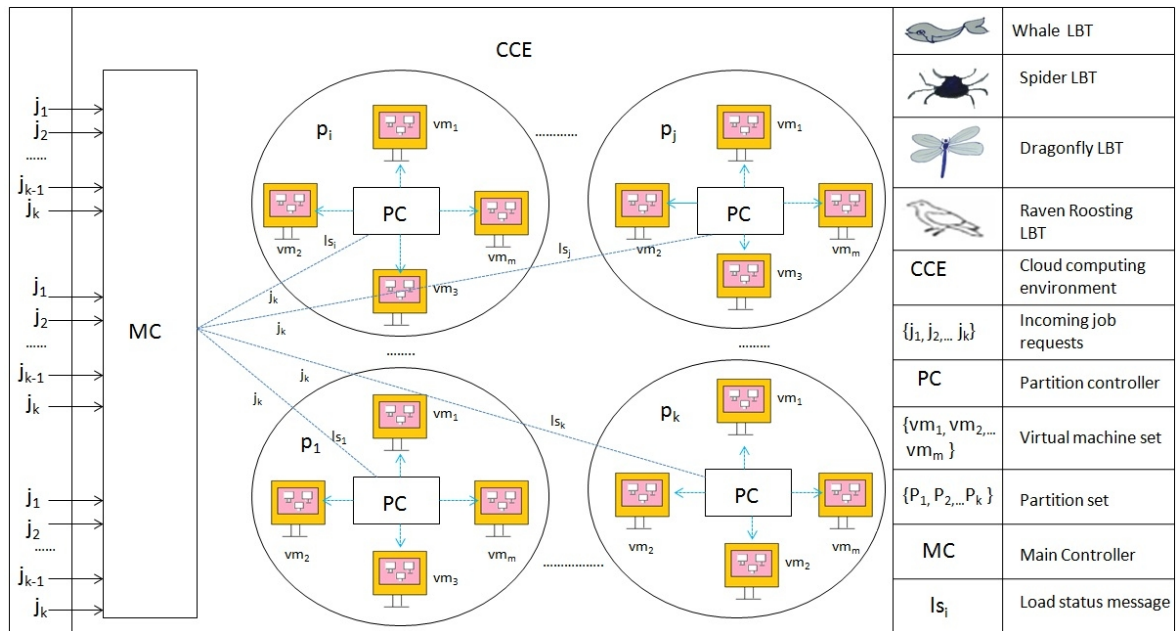 CCE
j1
j2
......
jk-1
jk
j1
j2
......
jk-1
jk
j1
j2
......
jk-1
jk
MC
pi
vm1
PC
vm2
vmm
vm3
lsi
jk
............
pj
vm1
PC
vm2
vmm
vm3
lsj
jk
........
.........
p1
vm1
PC
vm2
vmm
vm3
ls1
jk
................
pk
vm1
PC
vm2
vmm
vm2
lsk
jk
Whale LBT
Spider LBT
Dragonfly LBT
Raven Roosting
LBT
CCE
Cloud computing
environment
{j1, j2,... jk}
Incoming job
requests
PC
Partition controller
{vm1, vm2,...
vmm }
Virtual machine set
{P1, P2,...Pk }
Partition set
MC
Main Controller
lsi
Load status message